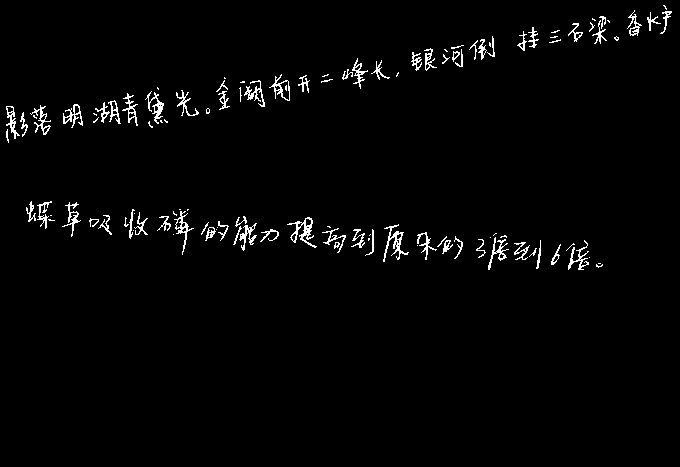 影落明湖青黛光。金阙前开二峰长,银河倒挂三石梁。香炉
蜈蚣草吸收磷的能力提高到原来的3倍到6倍。